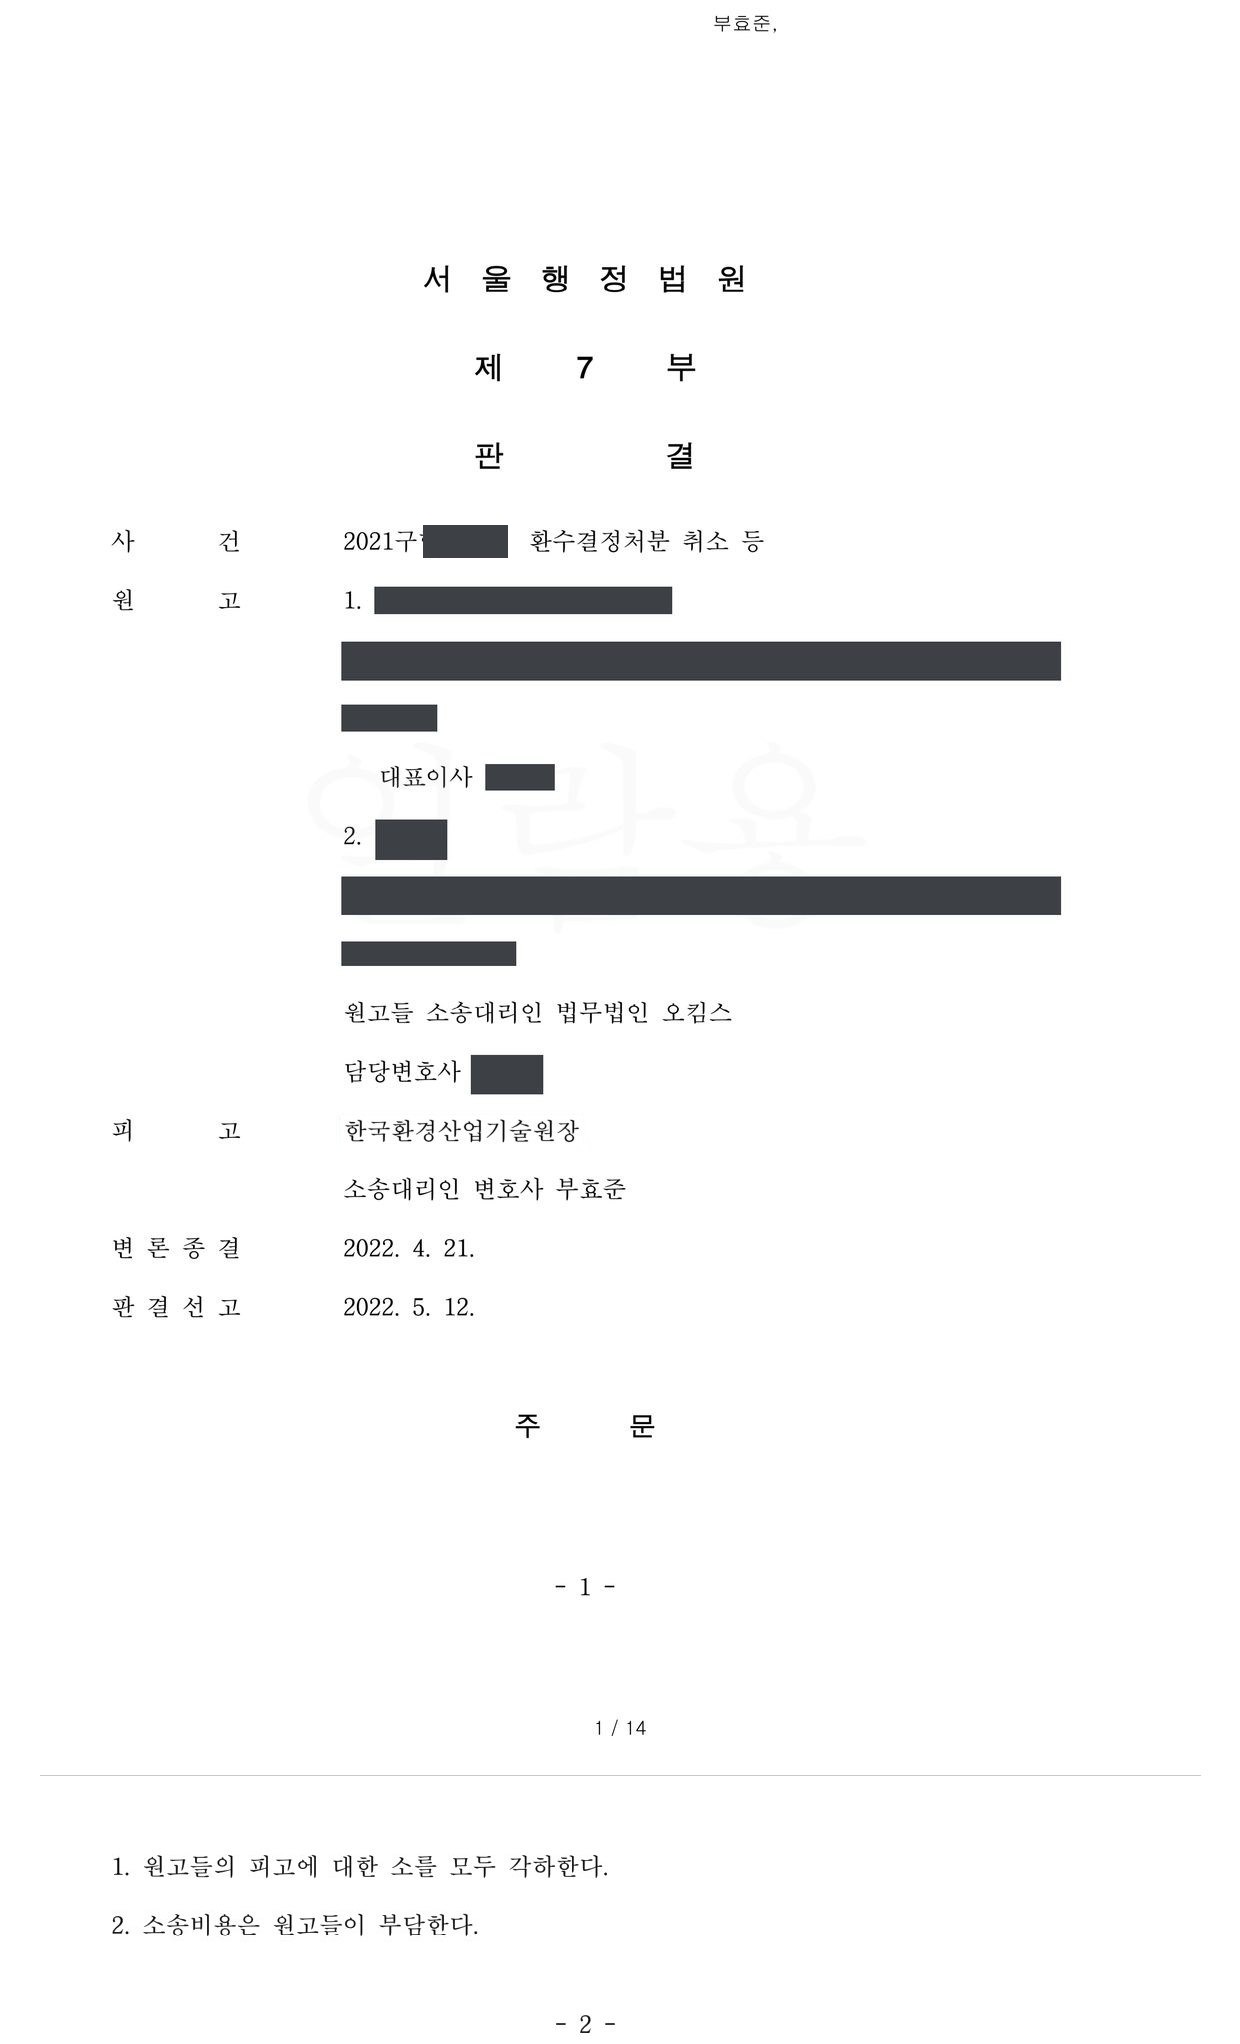 부효준,
서 울 행 정 법 원
제 7 부
판 결
사 건 2021구 환수결정처분 취소 등
원 고 1.
대표이사
2.
원고들 소송대리인 법무법인 오킴스
담당변호사
피 고 한국환경산업기술원장
소송대리인 변호사 부효준
변 론 종 결 2022. 4. 21.
판 결 선 고 2022. 5. 12.
주 문
- 1 -
1 / 14
1. 원고들의 피고에 대한 소를 모두 각하한다.
2. 소송비용은 원고들이 부담한다.
- 2 -
열람용